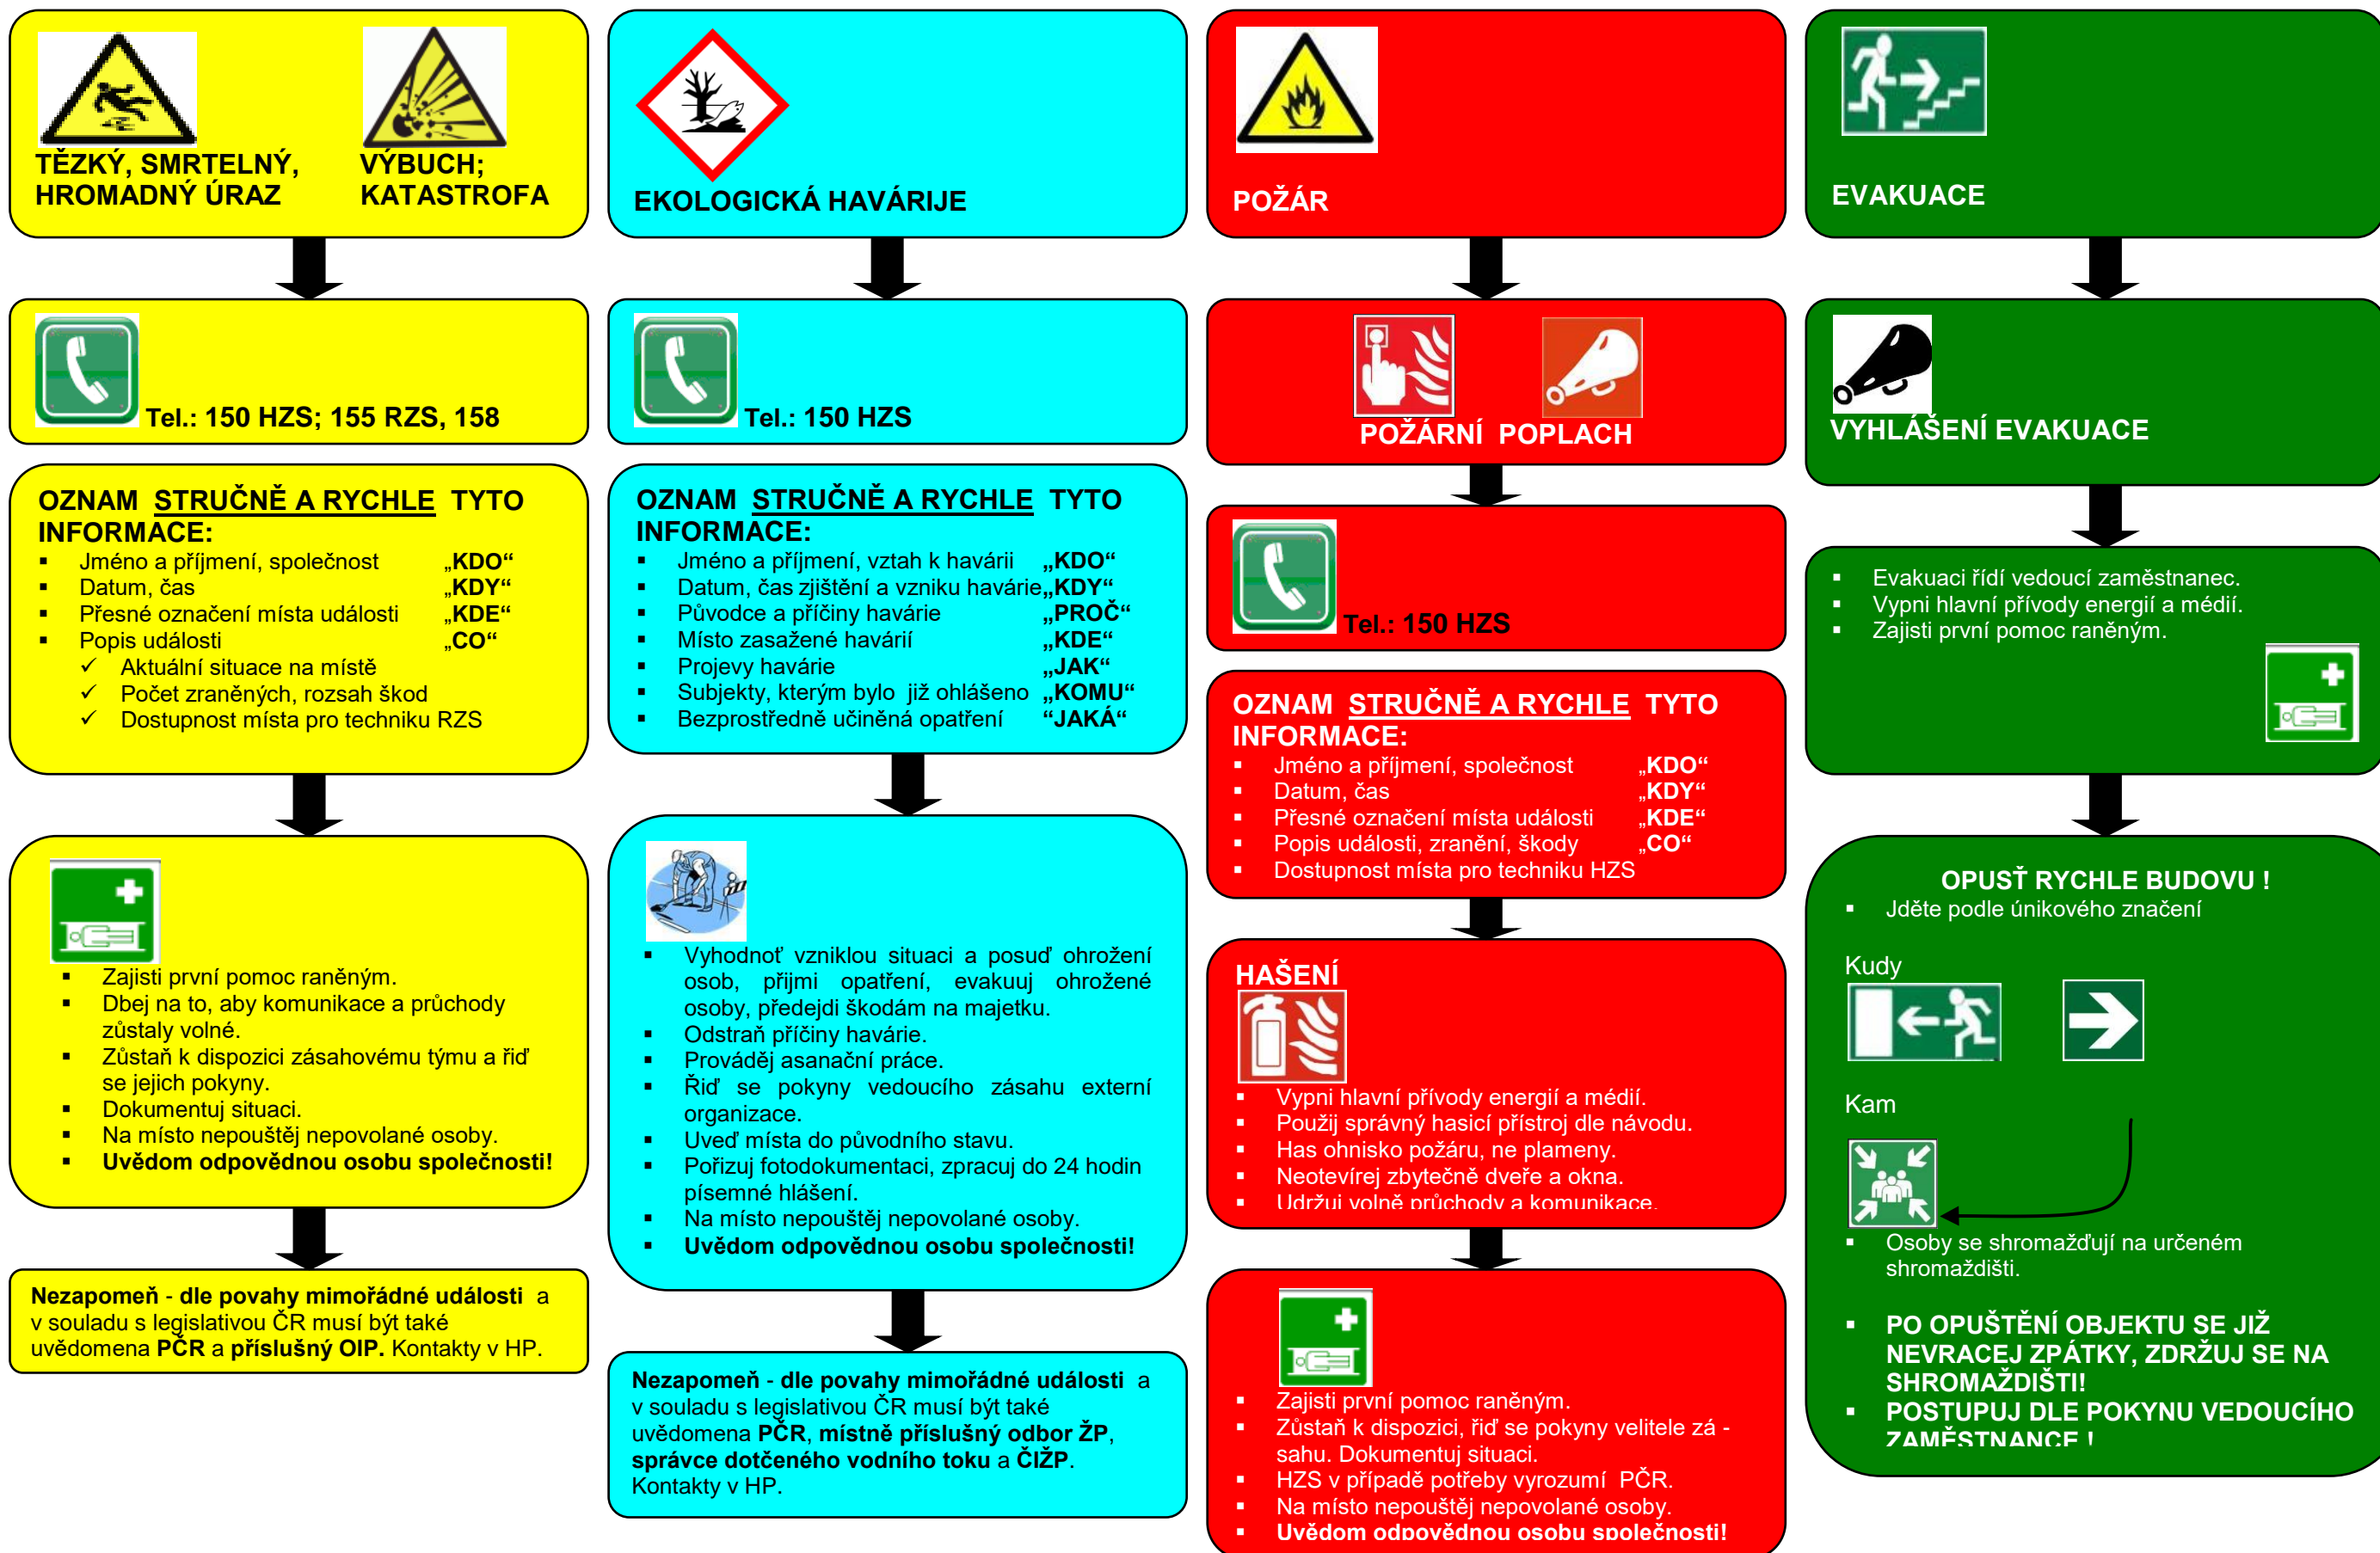 TĚZKÝ, SMRTELNÝ,
HROMADNÝ ÚRAZ
VÝBUCH;
KATASTROFA
Tel.: 150 HZS; 155 RZS, 158
OZNAM STRUČNĚ A RYCHLE TYTO
INFORMACE:
▪ Jméno a příjmení, společnost „KDO“
▪ Datum, čas „KDY“
▪ Přesné označení místa události „KDE“
▪ Popis události „CO“
✓ Aktuální situace na místě
✓ Počet zraněných, rozsah škod
✓ Dostupnost místa pro techniku RZS
▪ Zajisti první pomoc raněným.
▪ Dbej na to, aby komunikace a průchody
zůstaly volné.
▪ Zůstaň k dispozici zásahovému týmu a řiď
se jejich pokyny.
▪ Dokumentuj situaci.
▪ Na místo nepouštěj nepovolané osoby.
▪ Uvědom odpovědnou osobu společnosti!
Nezapomeň - dle povahy mimořádné události a
v souladu s legislativou ČR musí být také
uvědomena PČR a příslušný OIP. Kontakty v HP.
EKOLOGICKÁ HAVÁRIJE
Tel.: 150 HZS
OZNAM STRUČNĚ A RYCHLE TYTO
INFORMACE:
▪ Jméno a příjmení, vztah k havárii „KDO“
▪ Datum, čas zjištění a vzniku havárie„KDY“
▪ Původce a příčiny havárie „PROČ“
▪ Místo zasažené havárií „KDE“
▪ Projevy havárie „JAK“
▪ Subjekty, kterým bylo již ohlášeno „KOMU“
▪ Bezprostředně učiněná opatření “JAKÁ“
▪ Vyhodnoť vzniklou situaci a posuď ohrožení
osob, přijmi opatření, evakuuj ohrožené
osoby, předejdi škodám na majetku.
▪ Odstraň příčiny havárie.
▪ Prováděj asanační práce.
▪ Řiď se pokyny vedoucího zásahu externí
organizace.
▪ Uveď místa do původního stavu.
▪ Pořizuj fotodokumentaci, zpracuj do 24 hodin
písemné hlášení.
▪ Na místo nepouštěj nepovolané osoby.
▪ Uvědom odpovědnou osobu společnosti!
Nezapomeň - dle povahy mimořádné události a
v souladu s legislativou ČR musí být také
uvědomena PČR, místně příslušný odbor ŽP,
správce dotčeného vodního toku a ČIŽP.
Kontakty v HP.
POŽÁR
POŽÁRNÍ POPLACH
Tel.: 150 HZS
OZNAM STRUČNĚ A RYCHLE TYTO
INFORMACE:
▪ Jméno a příjmení, společnost „KDO“
▪ Datum, čas „KDY“
▪ Přesné označení místa události „KDE“
▪ Popis události, zranění, škody „CO“
▪ Dostupnost místa pro techniku HZS
HAŠENÍ
▪ Vypni hlavní přívody energií a médií.
▪ Použij správný hasicí přístroj dle návodu.
▪ Has ohnisko požáru, ne plameny.
▪ Neotevírej zbytečně dveře a okna.
▪ Udržuj volně průchody a komunikace.
▪ Zajisti první pomoc raněným.
▪ Zůstaň k dispozici, řiď se pokyny velitele zá -
sahu. Dokumentuj situaci.
▪ HZS v případě potřeby vyrozumí PČR.
▪ Na místo nepouštěj nepovolané osoby.
▪ Uvědom odpovědnou osobu společnosti!
EVAKUACE
VYHLÁŠENÍ EVAKUACE
▪ Evakuaci řídí vedoucí zaměstnanec.
▪ Vypni hlavní přívody energií a médií.
▪ Zajisti první pomoc raněným.
OPUSŤ RYCHLE BUDOVU !
▪ Jděte podle únikového značení
Kudy
Kam
▪ Osoby se shromažďují na určeném
shromaždišti.
▪ PO OPUŠTĚNÍ OBJEKTU SE JIŽ
NEVRACEJ ZPÁTKY, ZDRŽUJ SE NA
SHROMAŽDIŠTI!
▪ POSTUPUJ DLE POKYNU VEDOUCÍHO
ZAMĚSTNANCE !